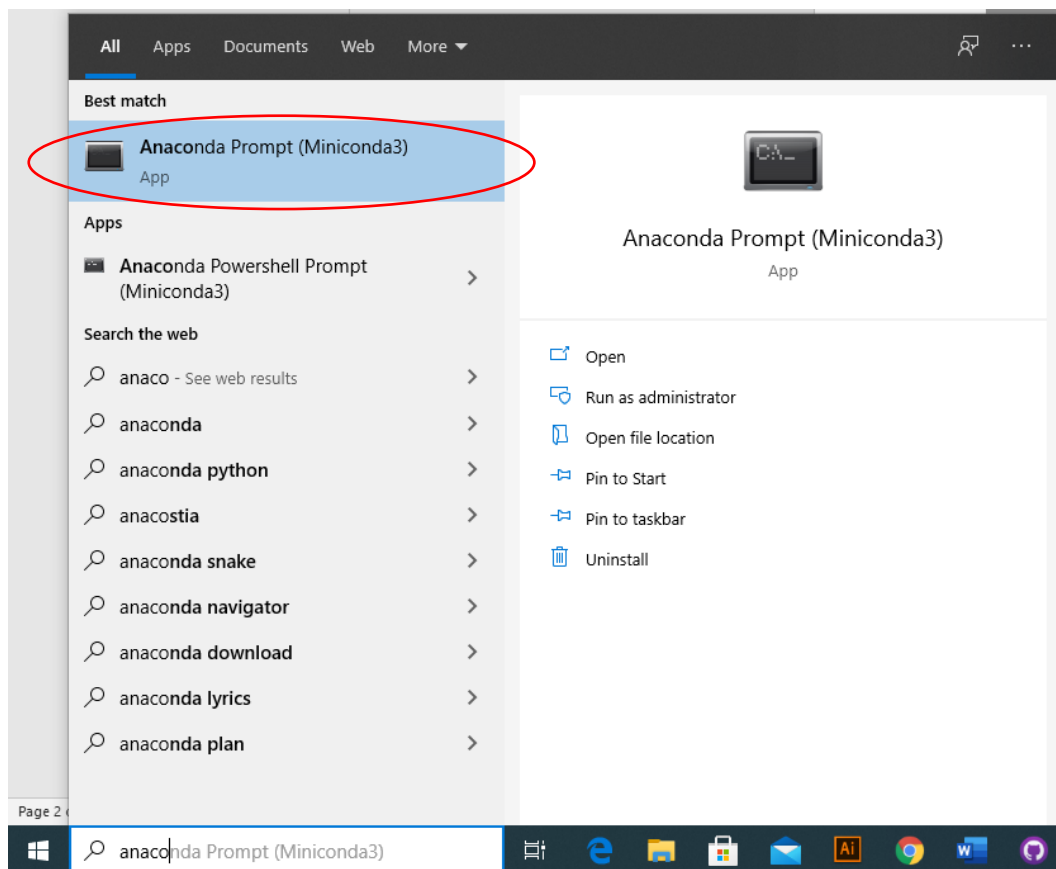 All Apps Documents Web More
Best match
Anaconda Prompt (Miniconda3)
App
Apps
Anaconda Powershell Prompt
(Miniconda3)
Search the web
anaco - See web results
anaconda
anaconda python
anacostia
anaconda snake
anaconda navigator
anaconda download
anaconda lyrics
anaconda plan
C:\_
Anaconda Prompt (Miniconda3)
App
Open
Run as administrator
Open file location
Pin to Start
Pin to taskbar
Uninstall
Page 2
anaconda Prompt (Miniconda3)
Ai
W